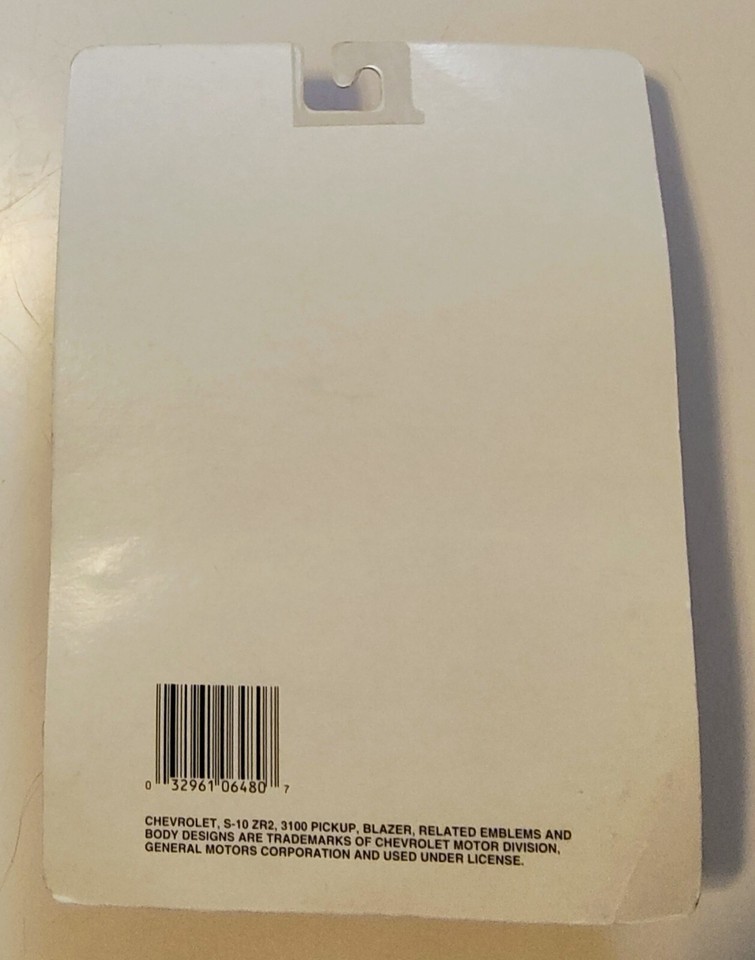 0 32961 06480 7
CHEVROLET, S-10 ZR2, 3100 PICKUP, BLAZER, RELATED EMBLEMS AND
BODY DESIGNS ARE TRADEMARKS OF CHEVROLET MOTOR DIVISION,
GENERAL MOTORS CORPORATION AND USED UNDER LICENSE.